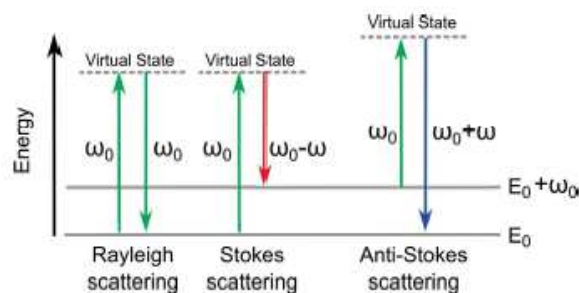 Virtual State
Virtual State
Virtual State
Energy
ω₀
ω₀
ω₀
ω₀-ω
ω₀
ω₀+ω
E₀+ω₀
E₀
Rayleigh
scattering
Stokes
scattering
Anti-Stokes
scattering